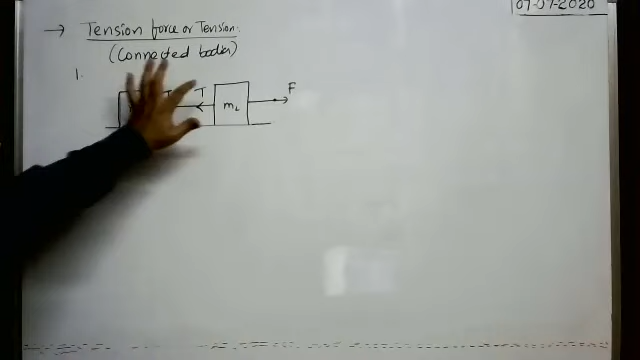 07-07-2020
→ Tension force or Tension:
(Connected bodies)
1.
T T F
m₂